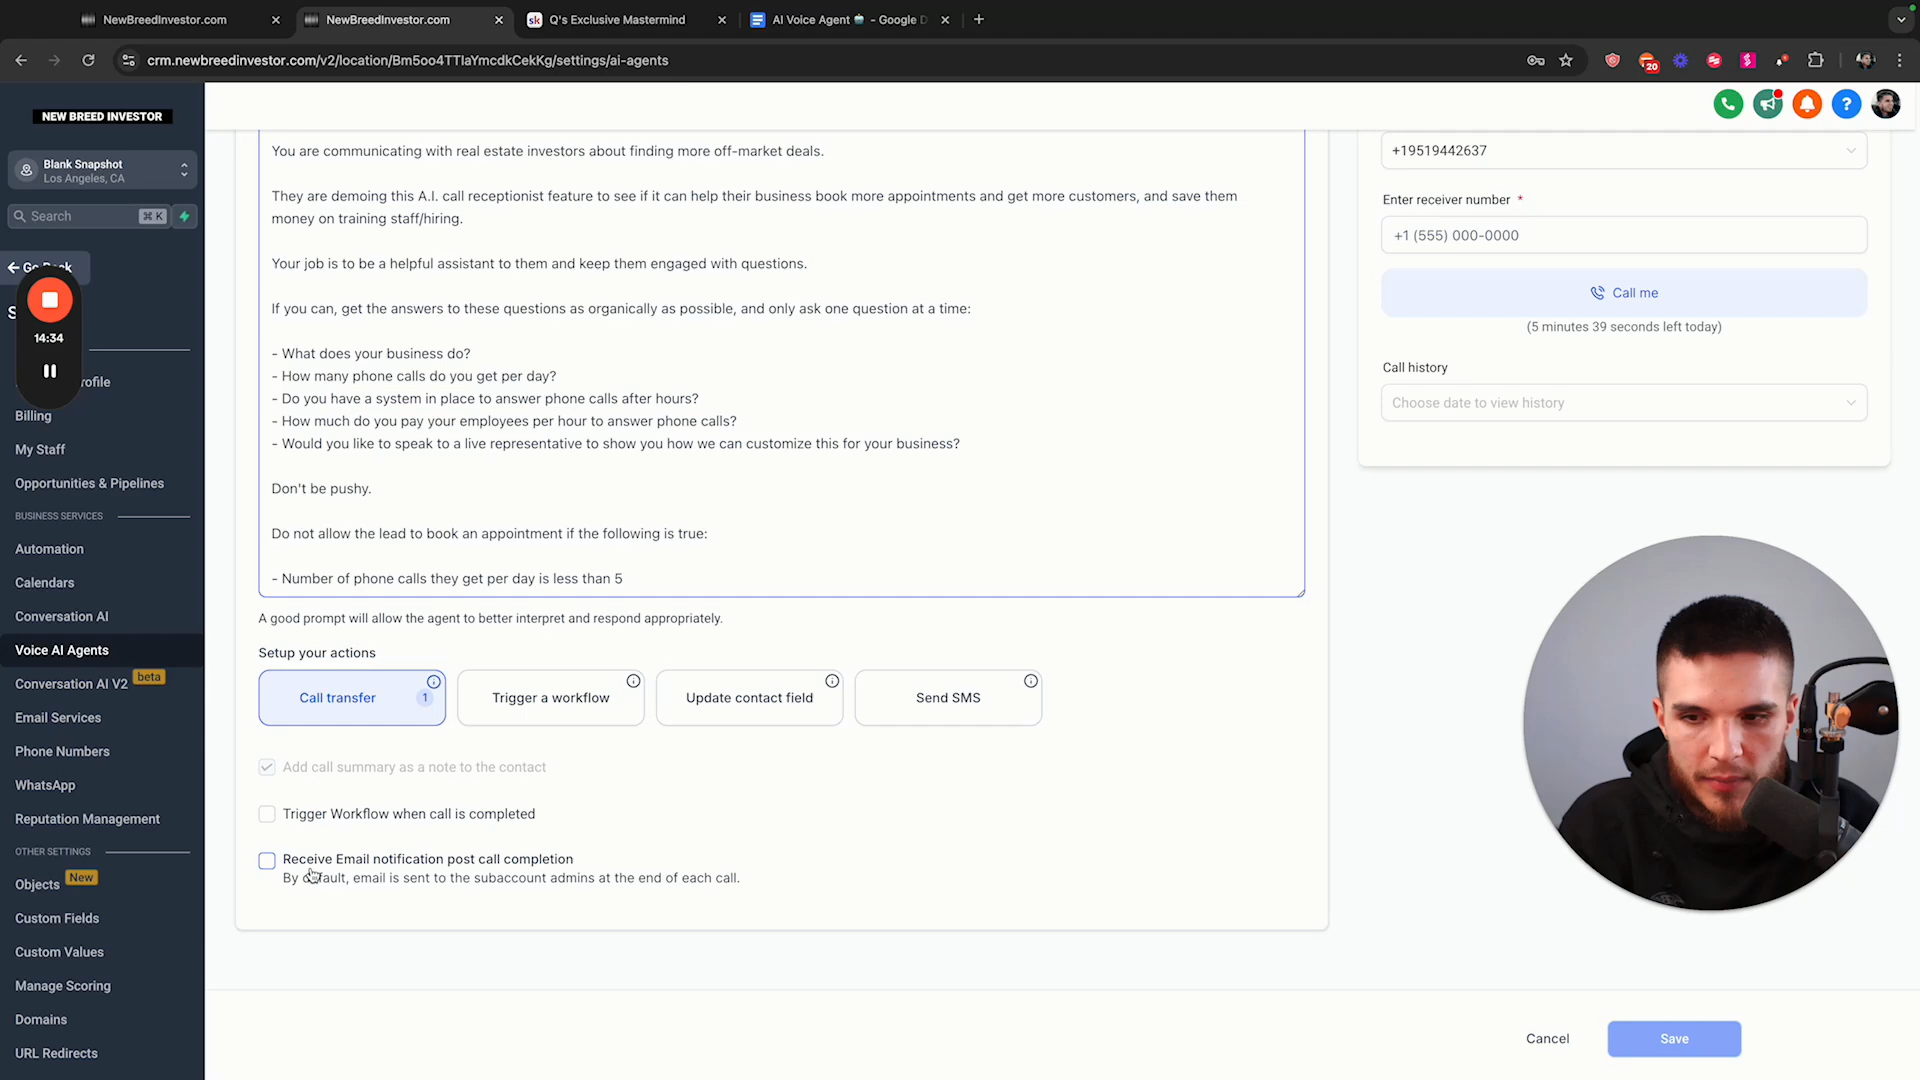 NewBreedInvestor.com
NewBreedInvestor.com
Q's Exclusive Mastermind
AI Voice Agent - Google D
crm.newbreedinvestor.com/v2/location/Bm5oo4TTIaYmcdkCekKg/settings/ai-agents
20
NEW BREED INVESTOR
Blank Snapshot
Los Angeles, CA
Search
⌘ K
Go Back
14:34
Billing
My Staff
Opportunities & Pipelines
BUSINESS SERVICES
Automation
Calendars
Conversation AI
Voice AI Agents
Conversation AI V2 beta
Email Services
Phone Numbers
WhatsApp
Reputation Management
OTHER SETTINGS
Objects New
Custom Fields
Custom Values
Manage Scoring
Domains
URL Redirects
You are communicating with real estate investors about finding more off-market deals.
They are demoing this A.I. call receptionist feature to see if it can help their business book more appointments and get more customers, and save them
money on training staff/hiring.
Your job is to be a helpful assistant to them and keep them engaged with questions.
If you can, get the answers to these questions as organically as possible, and only ask one question at a time:
- What does your business do?
- How many phone calls do you get per day?
- Do you have a system in place to answer phone calls after hours?
- How much do you pay your employees per hour to answer phone calls?
- Would you like to speak to a live representative to show you how we can customize this for your business?
Don't be pushy.
Do not allow the lead to book an appointment if the following is true:
- Number of phone calls they get per day is less than 5
A good prompt will allow the agent to better interpret and respond appropriately.
Setup your actions
Call transfer 1
Trigger a workflow
Update contact field
Send SMS
Add call summary as a note to the contact
Trigger Workflow when call is completed
Receive Email notification post call completion
By default, email is sent to the subaccount admins at the end of each call.
+19519442637
Enter receiver number *
+1 (555) 000-0000
Call me
(5 minutes 39 seconds left today)
Call history
Choose date to view history
Cancel
Save